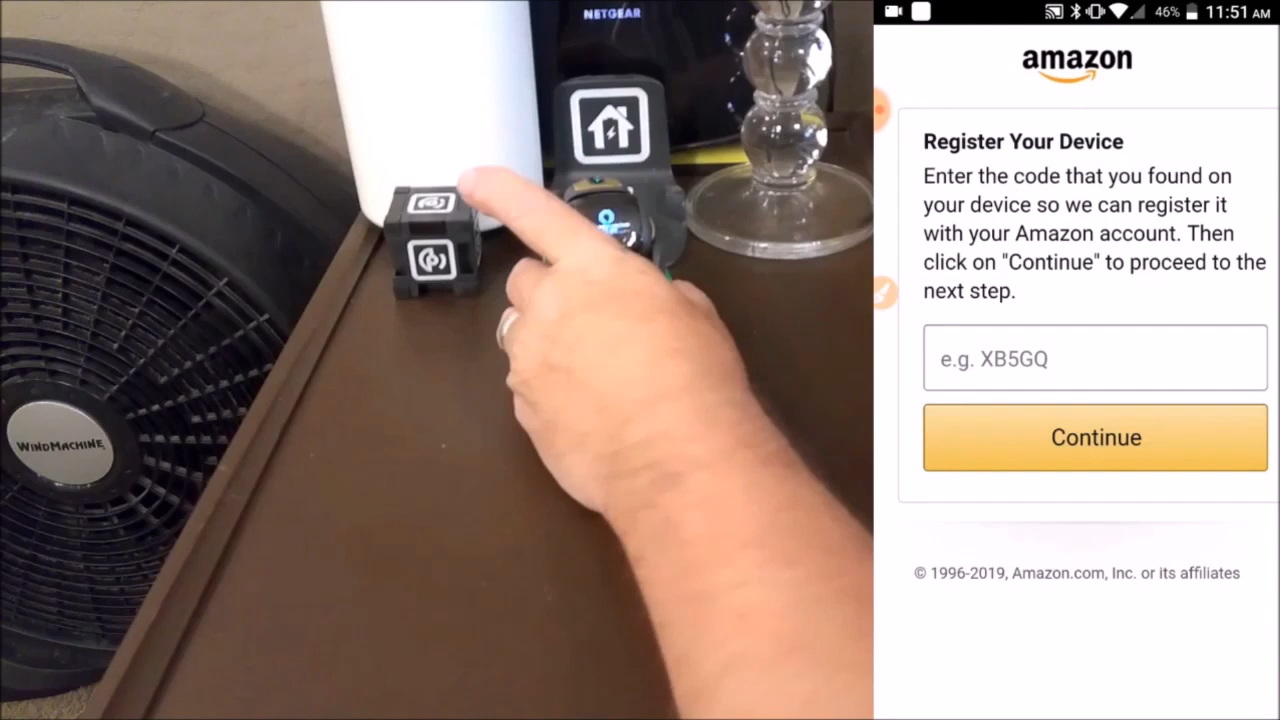 NETGEAR
WINDMACHINE
46% 11:51 AM
amazon
Register Your Device
Enter the code that you found on
your device so we can register it
with your Amazon account. Then
click on "Continue" to proceed to the
next step.
e.g. XB5GQ
Continue
© 1996-2019, Amazon.com, Inc. or its affiliates